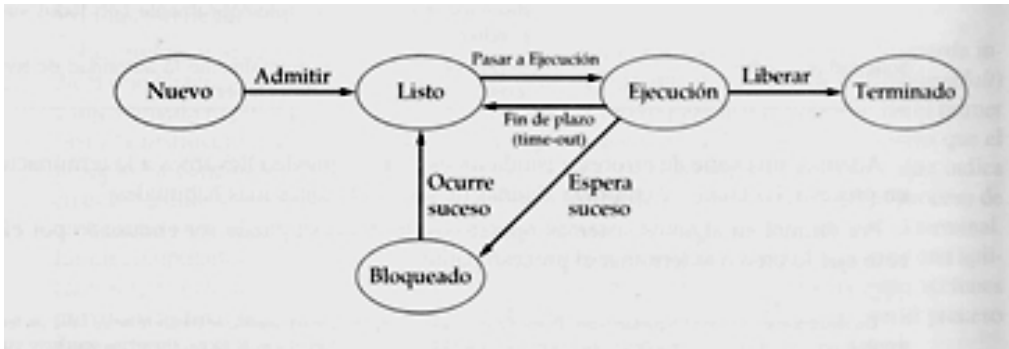 Nuevo
Admitir
Listo
Pasar a Ejecución
Ejecución
Liberar
Terminado
Fin de plazo
(time-out)
Ocurre
suceso
Espera
suceso
Bloqueado